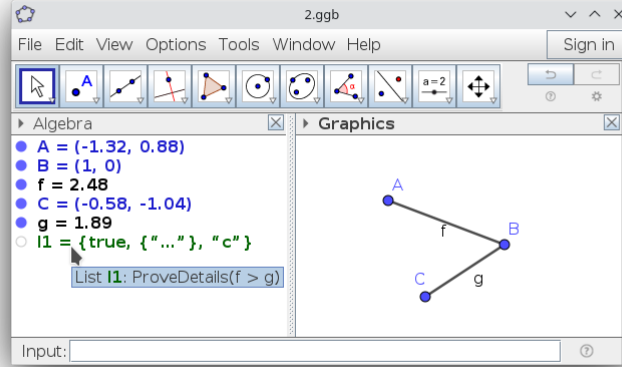 2.ggb
File Edit View Options Tools Window Help Sign in
A α a=2
Algebra
Graphics
A = (-1.32, 0.88)
B = (1, 0)
f = 2.48
C = (-0.58, -1.04)
g = 1.89
l1 = {true, {“...”}, “c”}
List l1: ProveDetails(f > g)
A
f
B
C
g
Input: